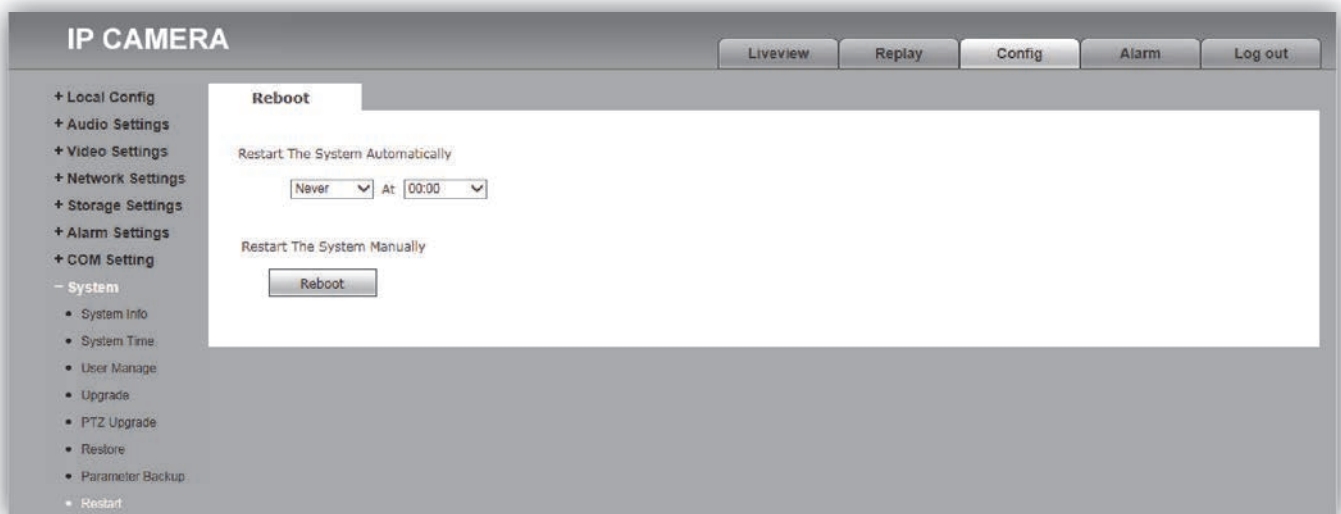 IP CAMERA
Liveview Replay Config Alarm Log out
+ Local Config
+ Audio Settings
+ Video Settings
+ Network Settings
+ Storage Settings
+ Alarm Settings
+ COM Setting
− System
• System Info
• System Time
• User Manage
• Upgrade
• PTZ Upgrade
• Restore
• Parameter Backup
• Restart
Reboot
Restart The System Automatically
Never At 00:00
Restart The System Manually
Reboot